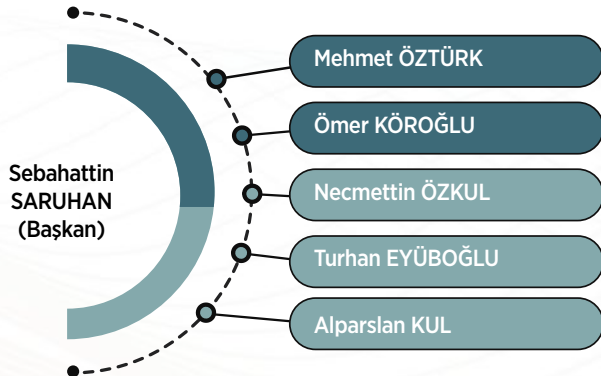 Sebahattin
SARUHAN
(Başkan)
Mehmet ÖZTÜRK
Ömer KÖROĞLU
Necmettin ÖZKUL
Turhan EYÜBOĞLU
Alparslan KUL